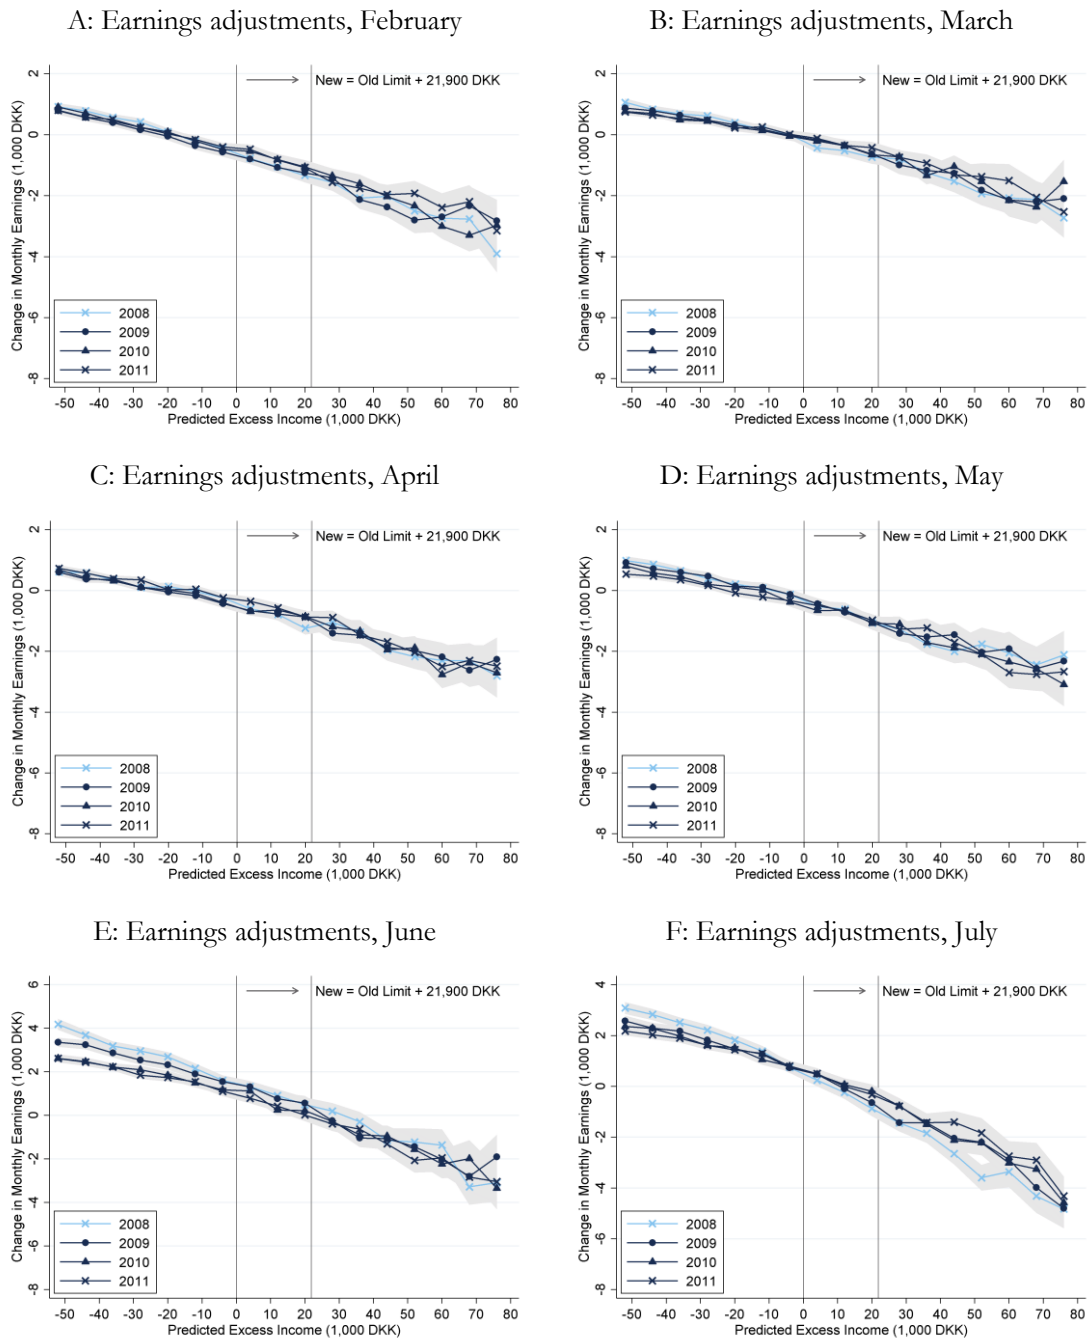 A: Earnings adjustments, February
New = Old Limit + 21,900 DKK
Change in Monthly Earnings (1,000 DKK)
2
0
-2
-4
-6
-8
2008
2009
2010
2011
-50 -40 -30 -20 -10 0 10 20 30 40 50 60 70 80
Predicted Excess Income (1,000 DKK)
B: Earnings adjustments, March
New = Old Limit + 21,900 DKK
Change in Monthly Earnings (1,000 DKK)
2
0
-2
-4
-6
-8
2008
2009
2010
2011
-50 -40 -30 -20 -10 0 10 20 30 40 50 60 70 80
Predicted Excess Income (1,000 DKK)
C: Earnings adjustments, April
New = Old Limit + 21,900 DKK
Change in Monthly Earnings (1,000 DKK)
2
0
-2
-4
-6
-8
2008
2009
2010
2011
-50 -40 -30 -20 -10 0 10 20 30 40 50 60 70 80
Predicted Excess Income (1,000 DKK)
D: Earnings adjustments, May
New = Old Limit + 21,900 DKK
Change in Monthly Earnings (1,000 DKK)
2
0
-2
-4
-6
-8
2008
2009
2010
2011
-50 -40 -30 -20 -10 0 10 20 30 40 50 60 70 80
Predicted Excess Income (1,000 DKK)
E: Earnings adjustments, June
New = Old Limit + 21,900 DKK
Change in Monthly Earnings (1,000 DKK)
6
4
2
0
-2
-4
-6
-8
2008
2009
2010
2011
-50 -40 -30 -20 -10 0 10 20 30 40 50 60 70 80
Predicted Excess Income (1,000 DKK)
F: Earnings adjustments, July
New = Old Limit + 21,900 DKK
Change in Monthly Earnings (1,000 DKK)
4
2
0
-2
-4
-6
-8
2008
2009
2010
2011
-50 -40 -30 -20 -10 0 10 20 30 40 50 60 70 80
Predicted Excess Income (1,000 DKK)